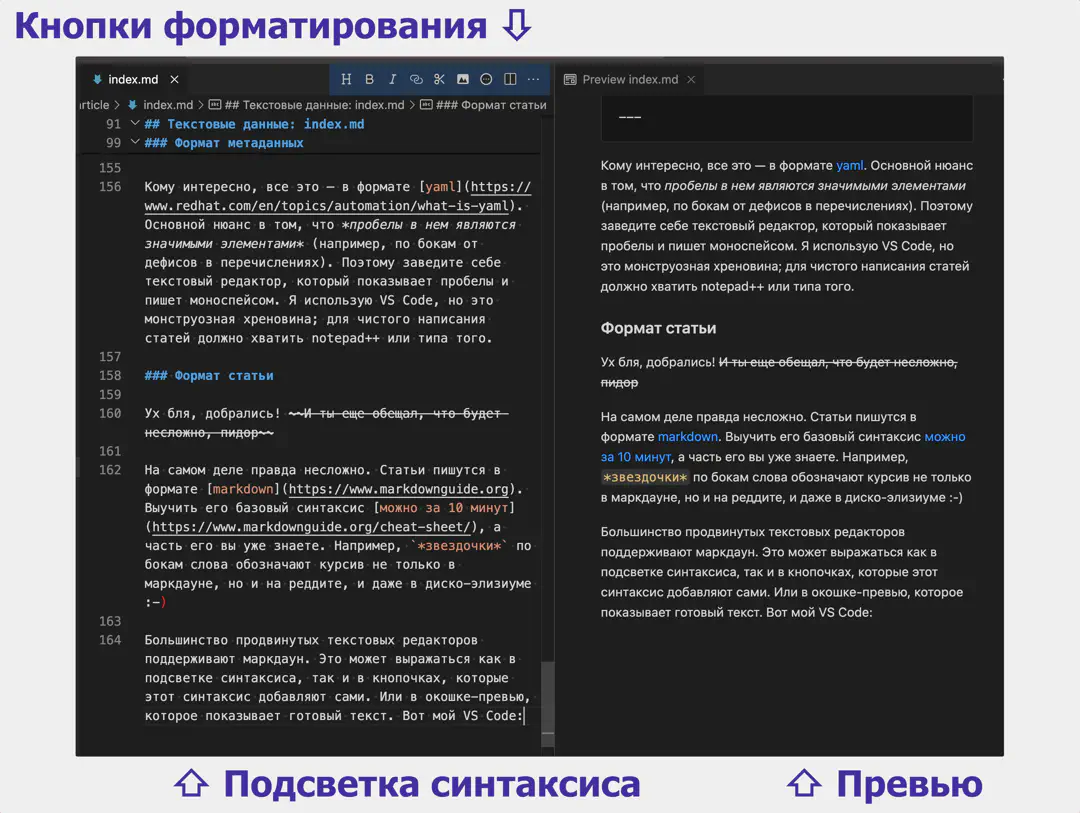 Кнопки форматирования ⇩
index.md ×
H B I ···
Preview index.md ×
rticle > index.md > ## Текстовые данные: index.md > ### Формат статьи
91 ## Текстовые данные: index.md
99 ### Формат метаданных
155
156 Кому интересно, все это — в формате [yaml](https://
www.redhat.com/en/topics/automation/what-is-yaml).
Основной нюанс в том, что *пробелы в нем являются
значимыми элементами* (например, по бокам от
дефисов в перечислениях). Поэтому заведите себе
текстовый редактор, который показывает пробелы и
пишет моноспейсом. Я использую VS Code, но это
монструозная хреновина; для чистого написания
статей должно хватить notepad++ или типа того.
157
158 ### Формат статьи
159
160 Ух бля, добрались! ~~И ты еще обещал, что будет
несложно, пидор~~
161
162 На самом деле правда несложно. Статьи пишутся в
формате [markdown](https://www.markdownguide.org).
Выучить его базовый синтаксис [можно за 10 минут]
(https://www.markdownguide.org/cheat-sheet/), а
часть его вы уже знаете. Например, `*звездочки*` по
бокам слова обозначают курсив не только в
маркдауне, но и на реддите, и даже в диско-элизиуме
:-)
163
164 Большинство продвинутых текстовых редакторов
поддерживают маркдаун. Это может выражаться как в
подсветке синтаксиса, так и в кнопочках, которые
этот синтаксис добавляют сами. Или в окошке-превью,
которое показывает готовый текст. Вот мой VS Code:
---
Кому интересно, все это — в формате yaml. Основной нюанс
в том, что пробелы в нем являются значимыми элементами
(например, по бокам от дефисов в перечислениях). Поэтому
заведите себе текстовый редактор, который показывает
пробелы и пишет моноспейсом. Я использую VS Code, но
это монструозная хреновина; для чистого написания статей
должно хватить notepad++ или типа того.
Формат статьи
Ух бля, добрались! И ты еще обещал, что будет несложно,
пидор
На самом деле правда несложно. Статьи пишутся в
формате markdown. Выучить его базовый синтаксис можно
за 10 минут, а часть его вы уже знаете. Например,
*звездочки* по бокам слова обозначают курсив не только
в маркдауне, но и на реддите, и даже в диско-элизиуме :-)
Большинство продвинутых текстовых редакторов
поддерживают маркдаун. Это может выражаться как в
подсветке синтаксиса, так и в кнопочках, которые этот
синтаксис добавляют сами. Или в окошке-превью, которое
показывает готовый текст. Вот мой VS Code:
⇧ Подсветка синтаксиса
⇧ Превью